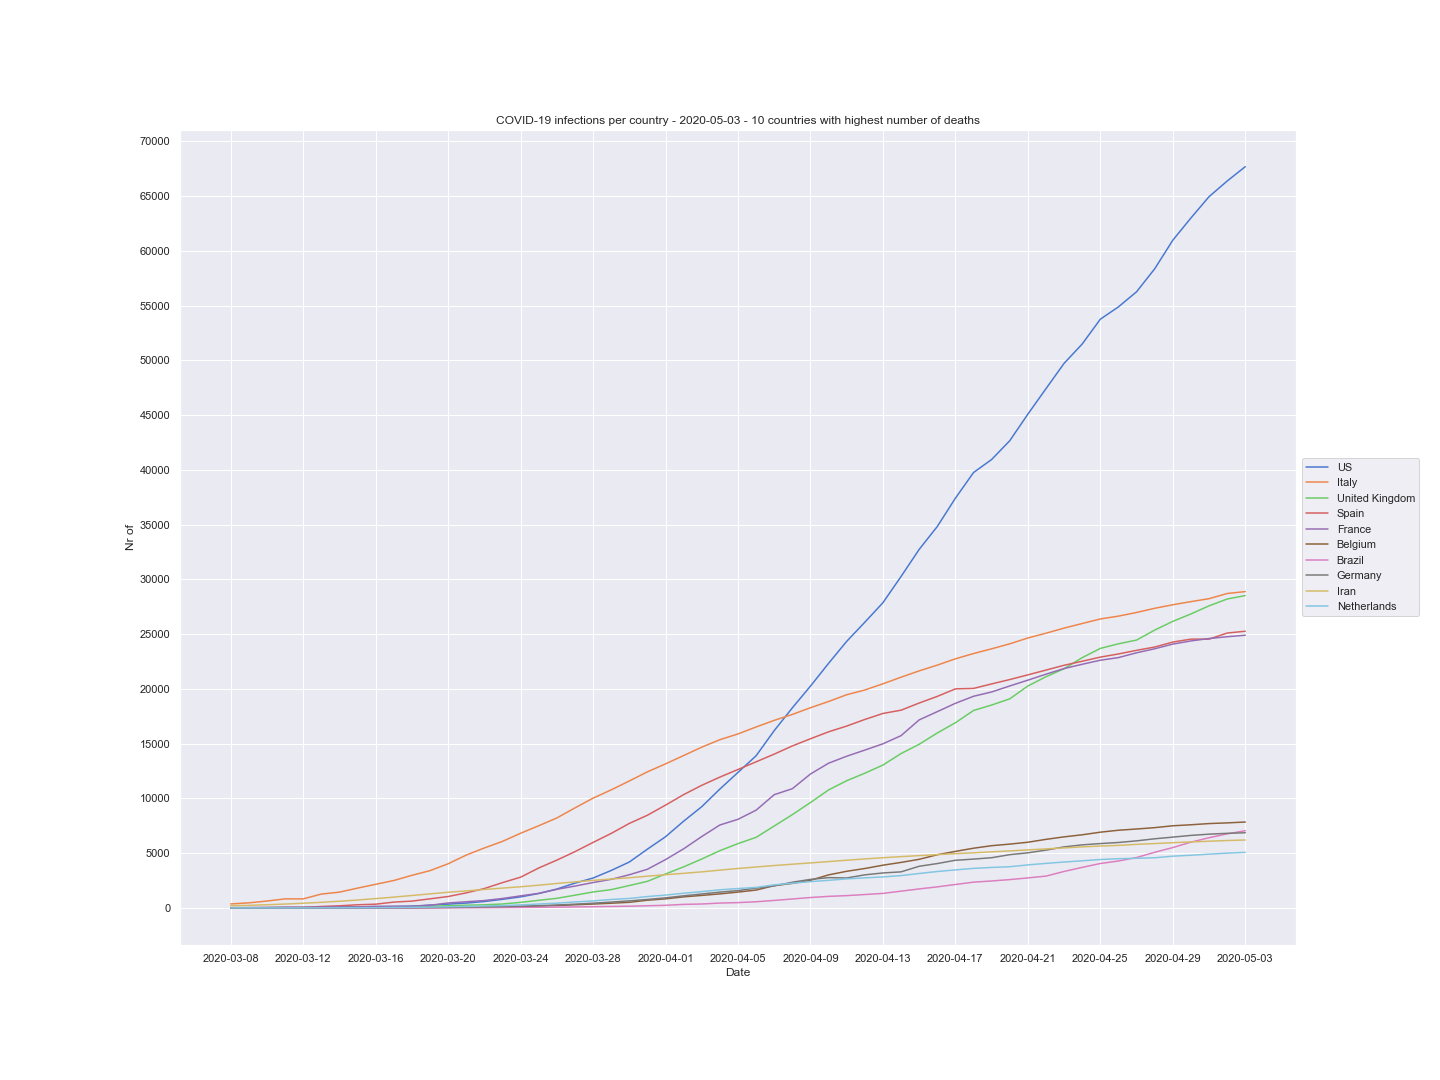 COVID-19 infections per country - 2020-05-03 - 10 countries with highest number of deaths
70000
65000
60000
55000
50000
45000
40000
35000
30000
25000
20000
15000
10000
5000
0
Nr of
US
Italy
United Kingdom
Spain
France
Belgium
Brazil
Germany
Iran
Netherlands
2020-03-08 2020-03-12 2020-03-16 2020-03-20 2020-03-24 2020-03-28 2020-04-01 2020-04-05 2020-04-09 2020-04-13 2020-04-17 2020-04-21 2020-04-25 2020-04-29 2020-05-03
Date